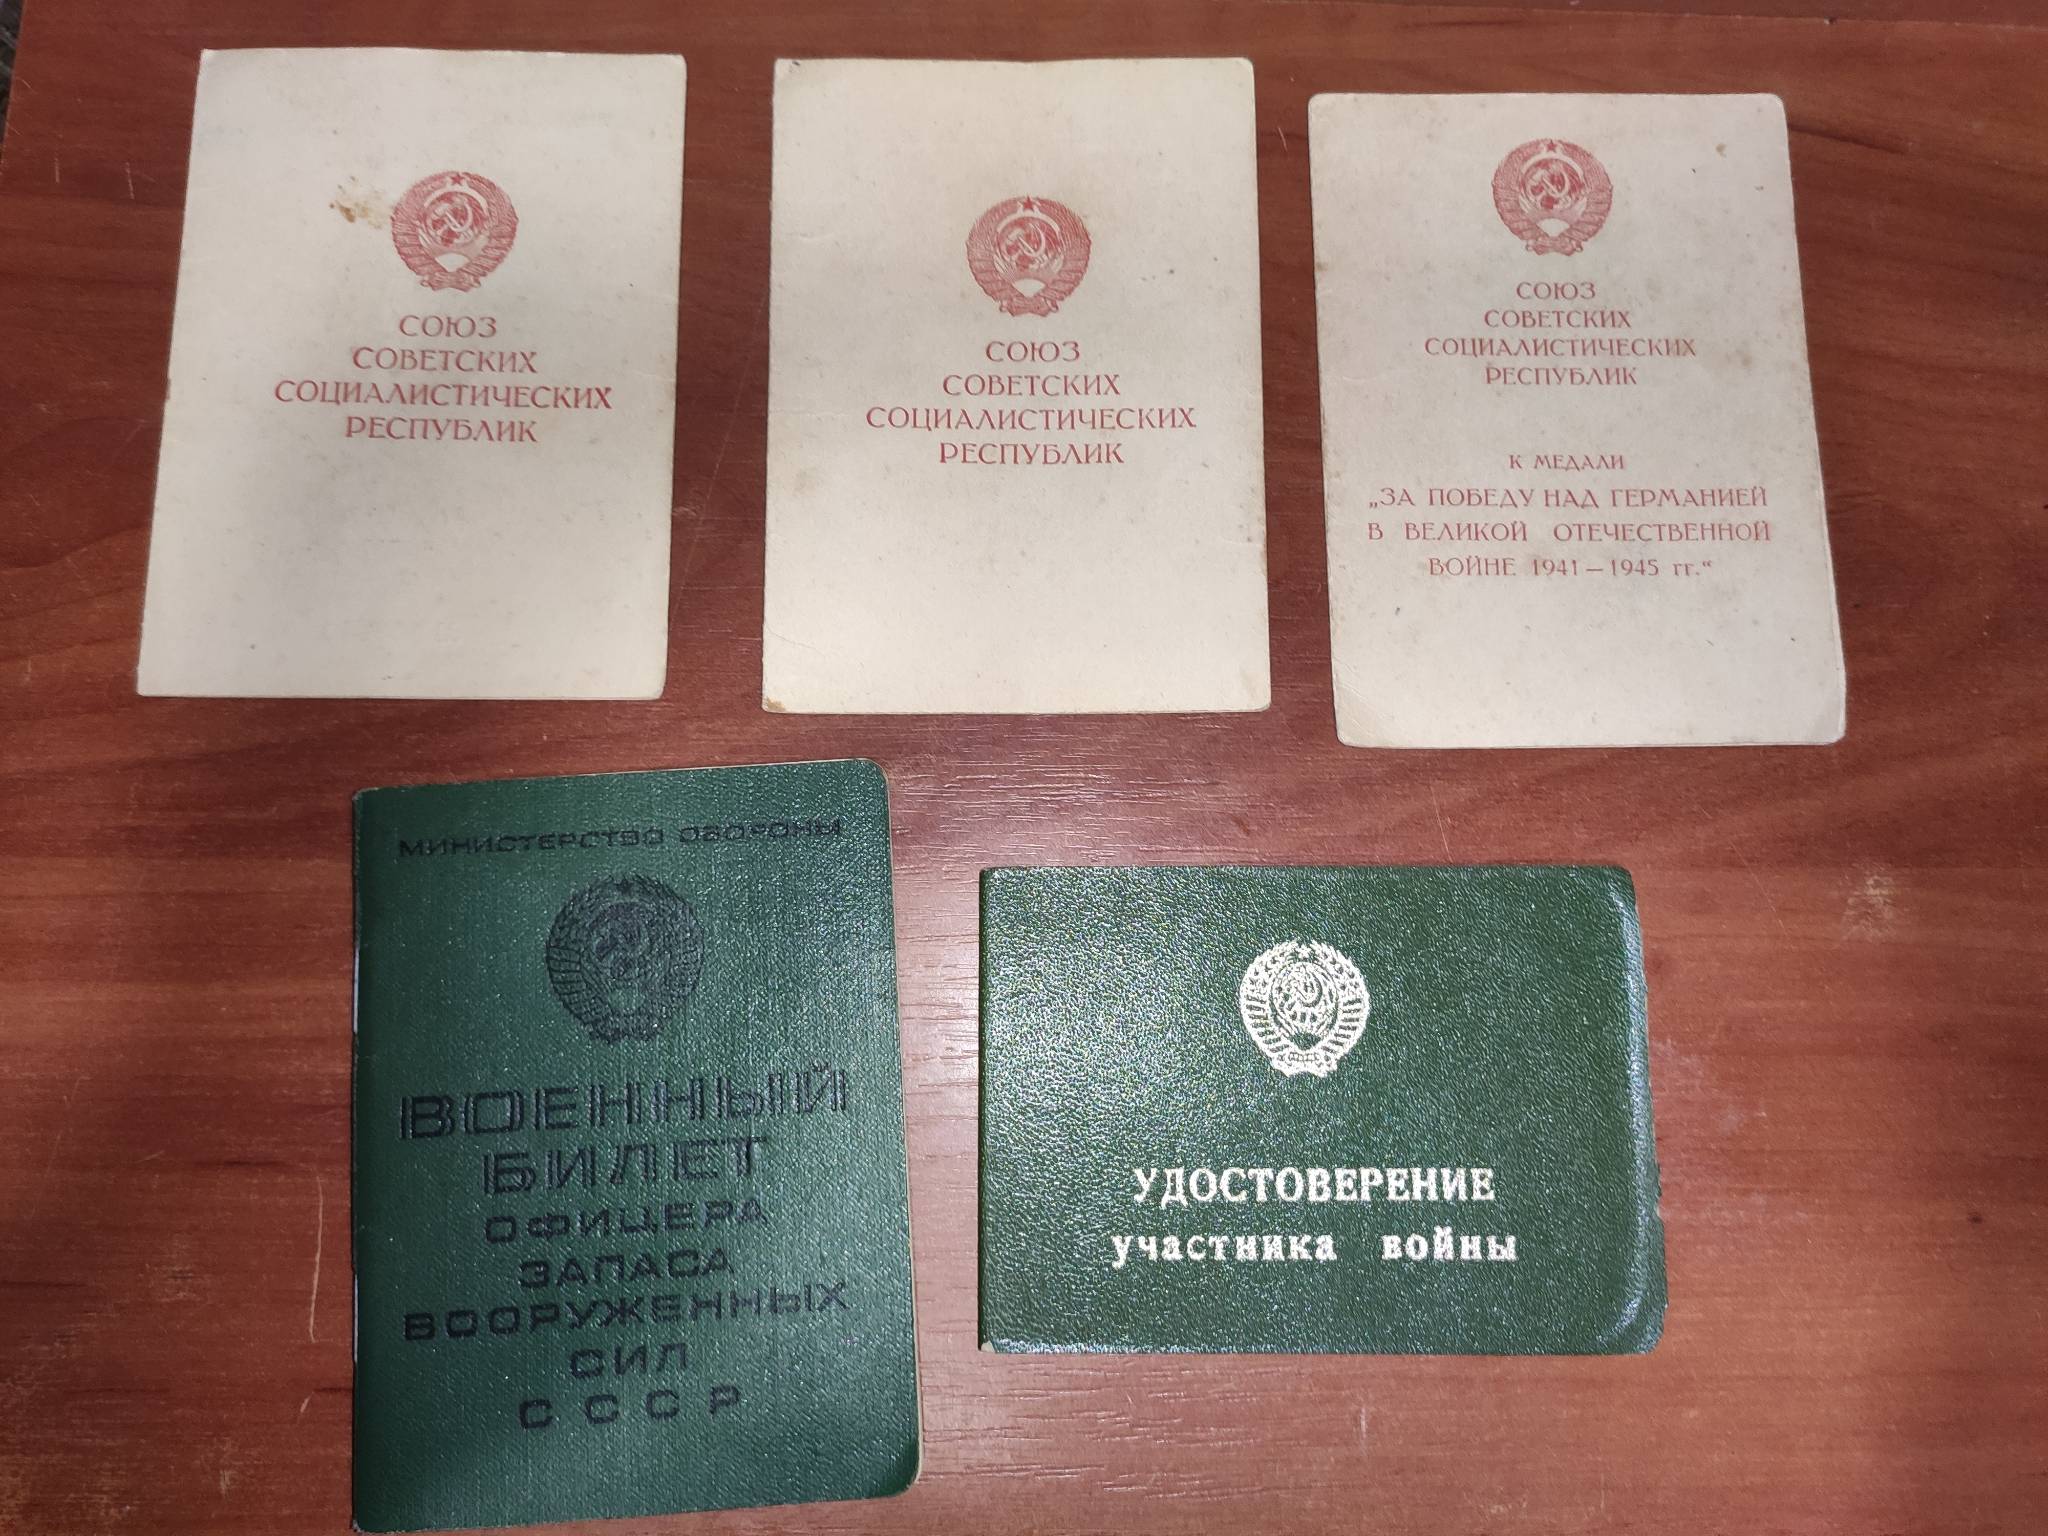 СОЮЗ
СОВЕТСКИХ
СОЦИАЛИСТИЧЕСКИХ
РЕСПУБЛИК
СОЮЗ
СОВЕТСКИХ
СОЦИАЛИСТИЧЕСКИХ
РЕСПУБЛИК
СОЮЗ
СОВЕТСКИХ
СОЦИАЛИСТИЧЕСКИХ
РЕСПУБЛИК
К МЕДАЛИ
„ЗА ПОБЕДУ НАД ГЕРМАНИЕЙ
В ВЕЛИКОЙ ОТЕЧЕСТВЕННОЙ
ВОЙНЕ 1941 — 1945 гг.“
МИНИСТЕРСТВО ОБОРОНЫ
ВОЕННЫЙ
БИЛЕТ
ОФИЦЕРА
ЗАПАСА
ВООРУЖЕННЫХ
СИЛ
СССР
УДОСТОВЕРЕНИЕ
участника войны